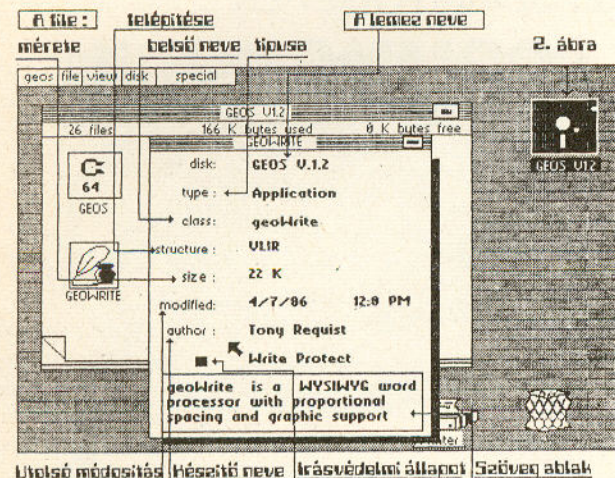 A file :
telepítése
A lemez neve
mérete
belső neve
típusa
2. ábra
geos file view disk special
GEOS V1.2
26 files 166 K bytes used 0 K bytes free
GEOWRITE
disk: GEOS V.1.2
GEOS V1.2
64
type : Application
GEOS
class: geoWrite
structure : VLIR
size : 22 K
GEOWRITE
modified: 4/7/86 12:0 PM
author : Tony Requist
Write Protect
geoWrite is a WYSIWYG word
processor with proportional
spacing and graphic support
Utolsó módosítás
Készítő neve
Írásvédelmi állapot
Szöveg ablak